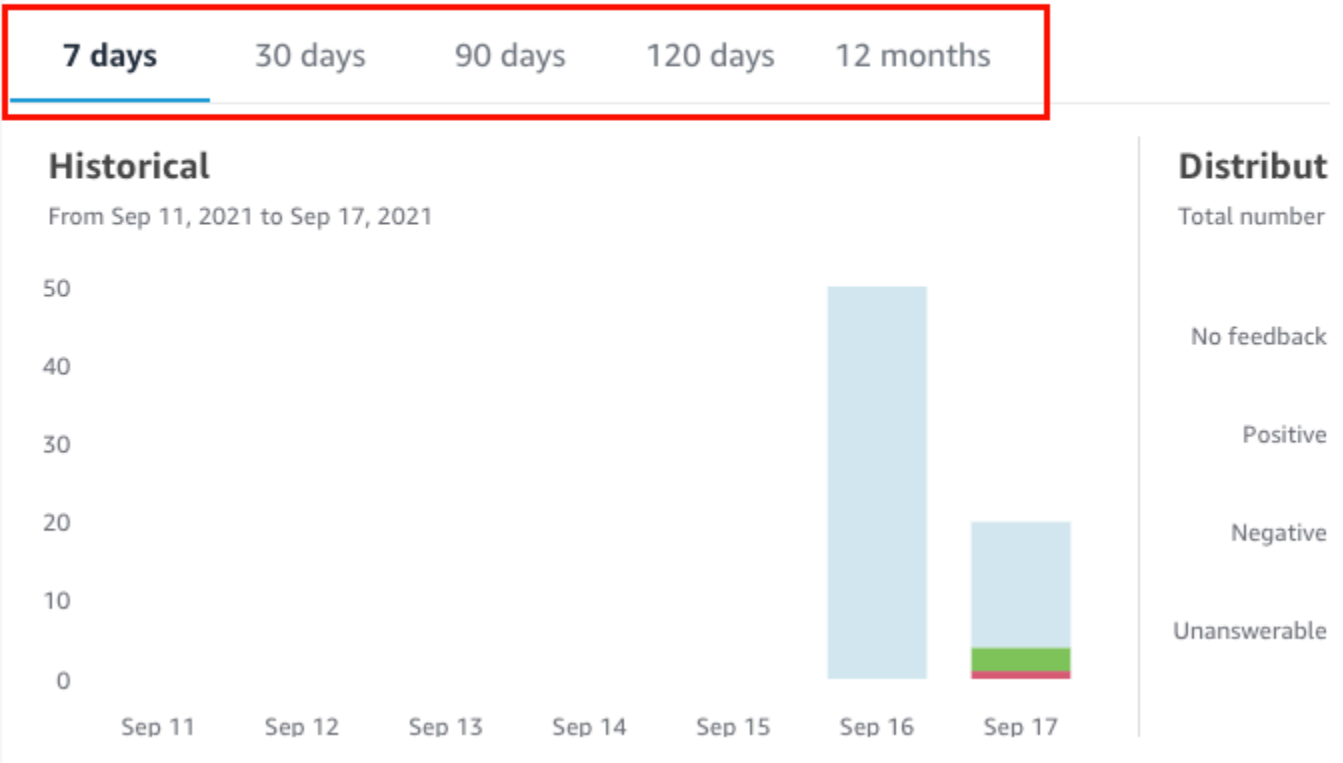 7 days 30 days 90 days 120 days 12 months
Historical
From Sep 11, 2021 to Sep 17, 2021
50
40
30
20
10
0
Sep 11 Sep 12 Sep 13 Sep 14 Sep 15 Sep 16 Sep 17
Distribut
Total number
No feedback
Positive
Negative
Unanswerable